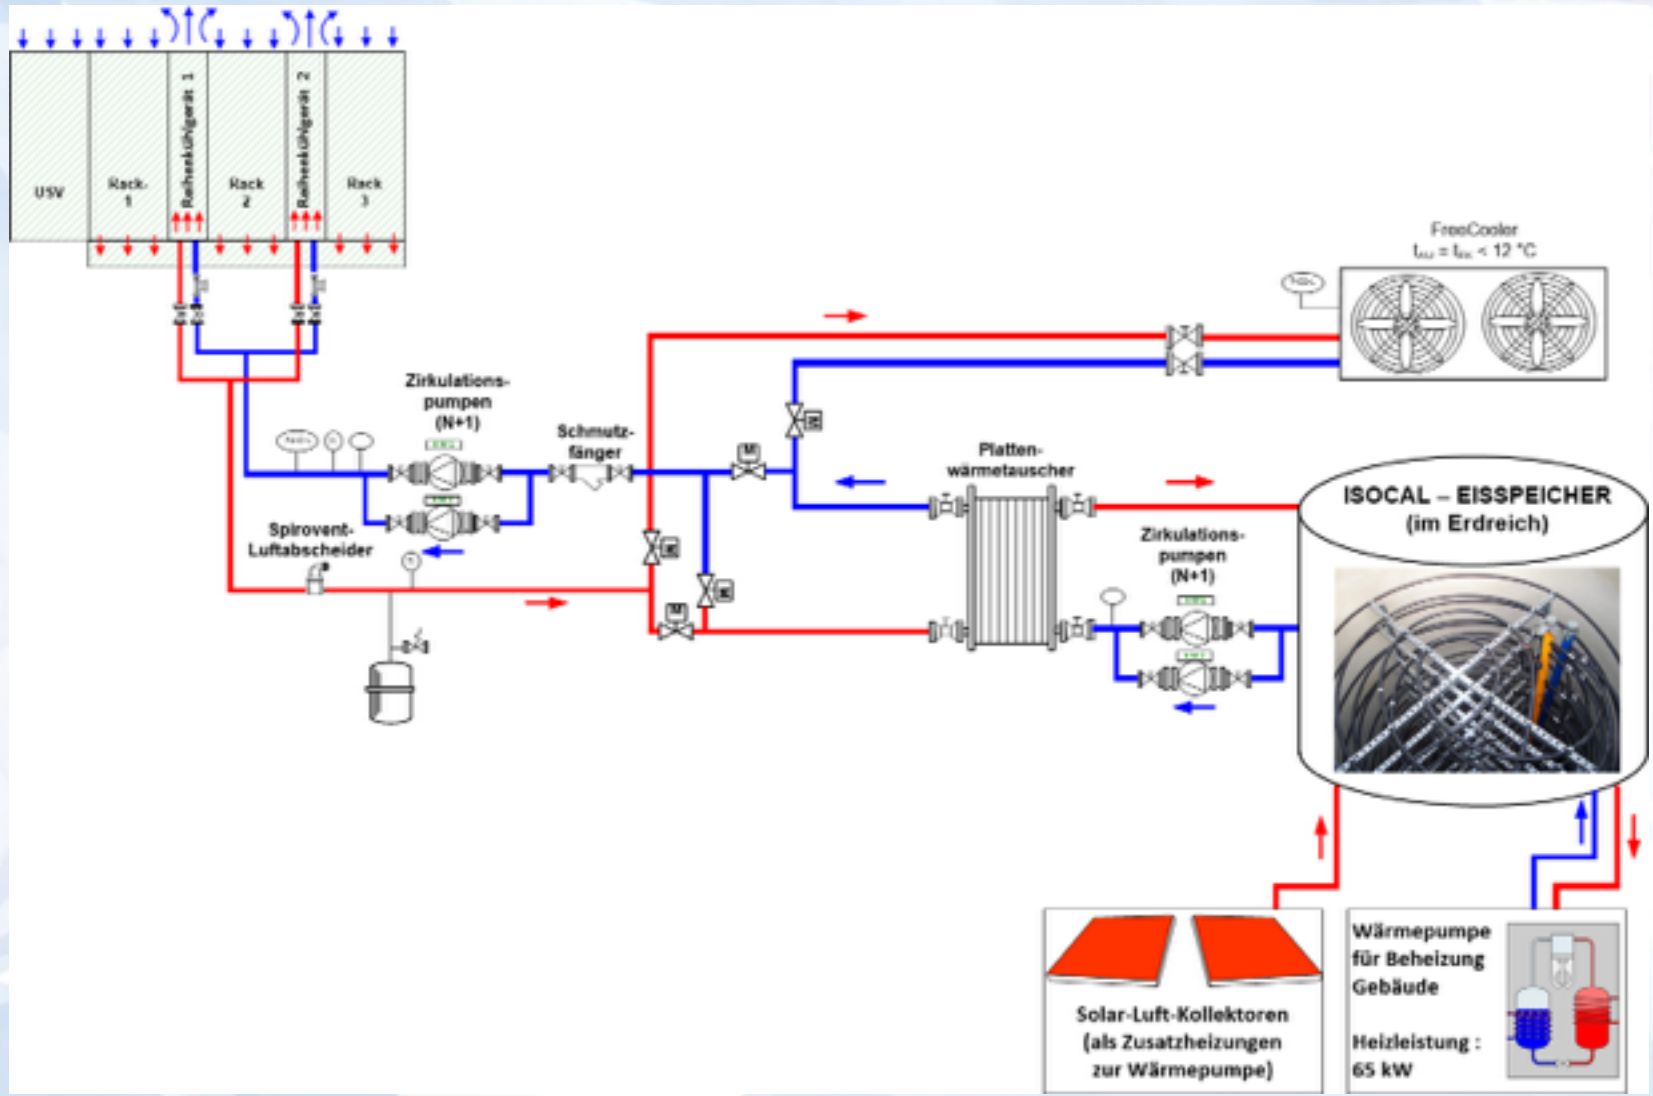 Reihenkühlgerät 1
Reihenkühlgerät 2
USV
Rack-
1
Rack
2
Rack
3
FreeCooler
< 12 °C
Zirkulations-
pumpen
(N+1)
Schmutz-
fänger
Platten-
wärmetauscher
ISOCAL – EISSPEICHER
(im Erdreich)
Spirovent-
Luftabscheider
Zirkulations-
pumpen
(N+1)
M
M
M
M
M
Solar-Luft-Kollektoren
(als Zusatzheizungen
zur Wärmepumpe)
Wärmepumpe
für Beheizung
Gebäude
Heizleistung :
65 kW